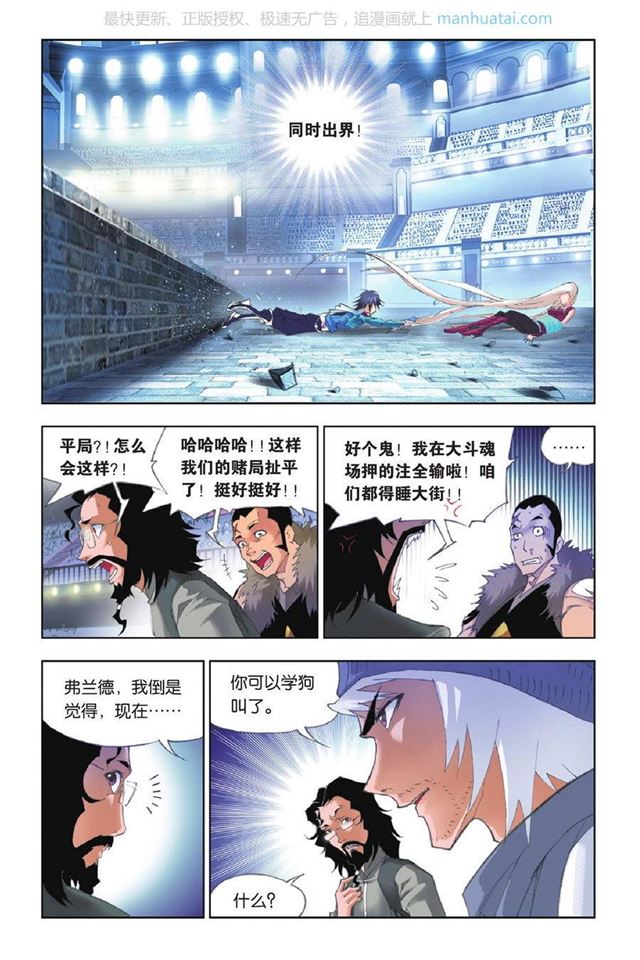 最快更新、正版授权、极速无广告，追漫画就上 manhuatai.com
同时出界！
平局？！怎么
会这样？！
哈哈哈哈！！这样
我们的赌局扯平
了！挺好挺好！！
好个鬼！我在大斗魂
场押的注全输啦！咱
们都得睡大街！！
……
弗兰德，我倒是
觉得，现在……
你可以学狗
叫了。
什么？